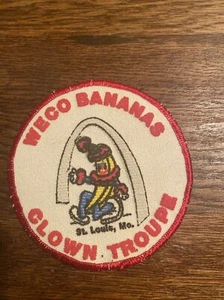 WECO BANANAS
St. Louis, Mo.
CLOWN TROUPE